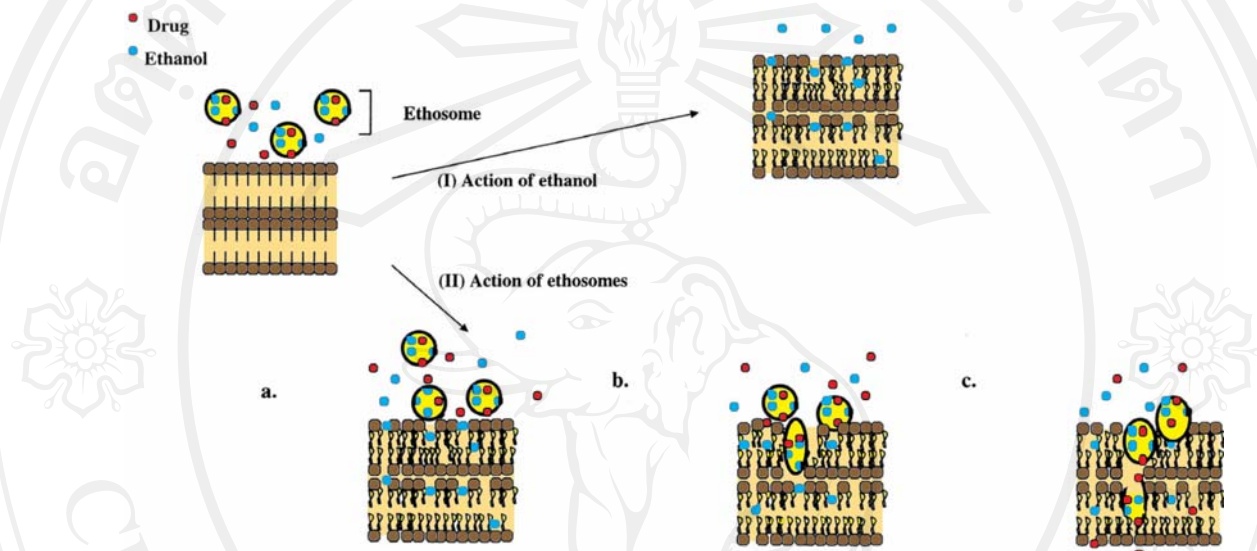 Drug
Ethanol
Ethosome
(I) Action of ethanol
(II) Action of ethosomes
a.
b.
c.